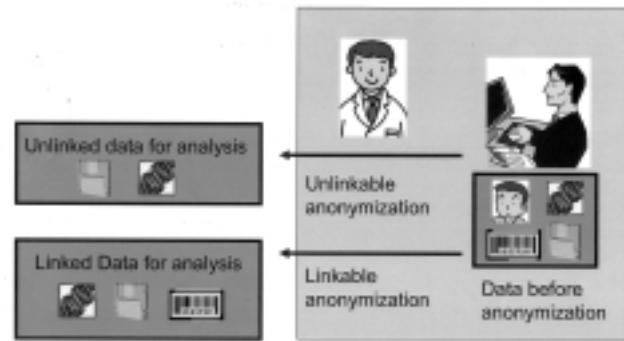 Unlinked data for analysis
Unlinkable
anonymization
Linked Data for analysis
Linkable
anonymization
Data before
anonymization